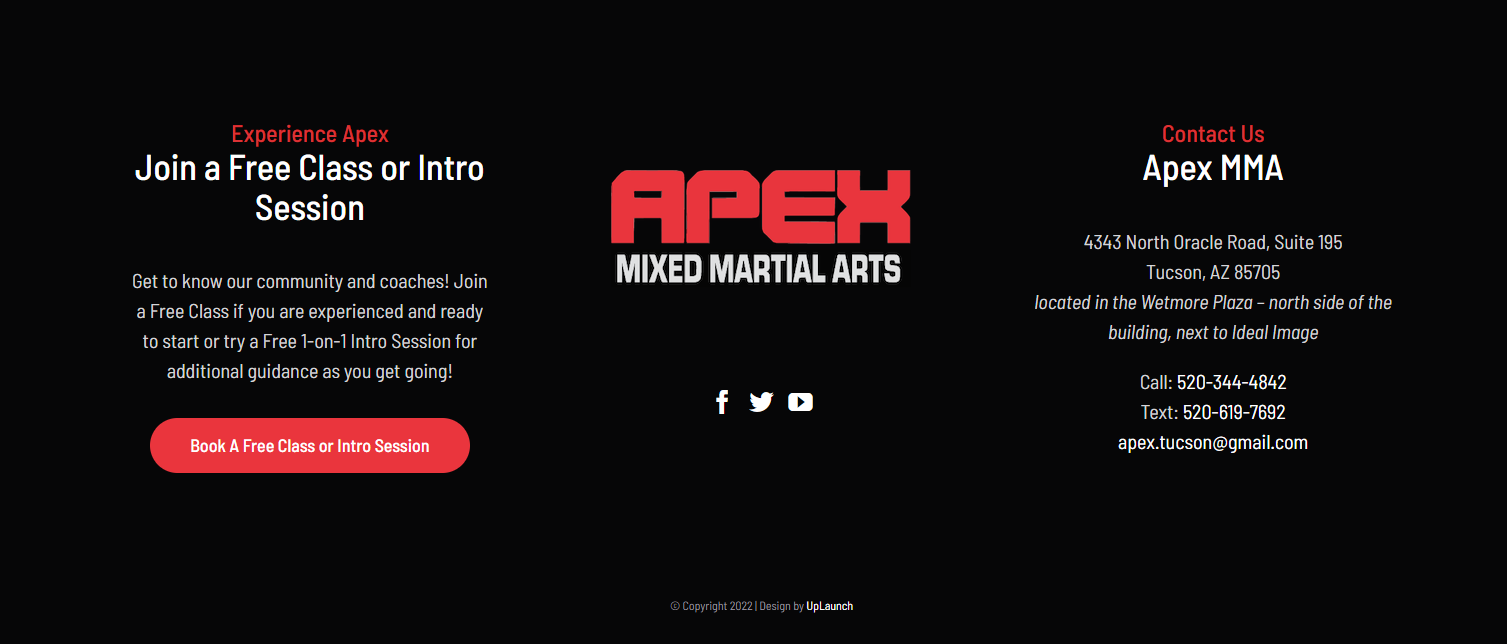 Experience Apex
Join a Free Class or Intro
Session
Get to know our community and coaches! Join
a Free Class if you are experienced and ready
to start or try a Free 1-on-1 Intro Session for
additional guidance as you get going!
Book A Free Class or Intro Session
APEX
MIXED MARTIAL ARTS
Contact Us
Apex MMA
4343 North Oracle Road, Suite 195
Tucson, AZ 85705
located in the Wetmore Plaza – north side of the
building, next to Ideal Image
Call: 520-344-4842
Text: 520-619-7692
apex.tucson@gmail.com
© Copyright 2022 | Design by UpLaunch